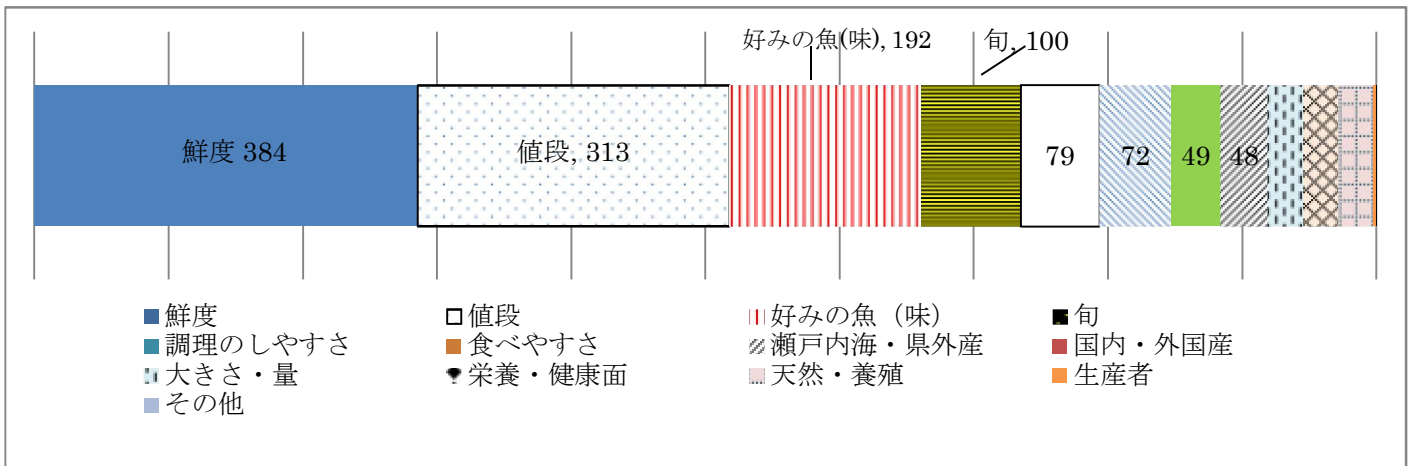 好みの魚(味), 192 旬, 100
鮮度 384 値段, 313 79 72 49 48
鮮度 値段 好みの魚（味） 旬
調理のしやすさ 食べやすさ 瀬戸内海・県外産 国内・外国産
大きさ・量 栄養・健康面 天然・養殖 生産者
その他